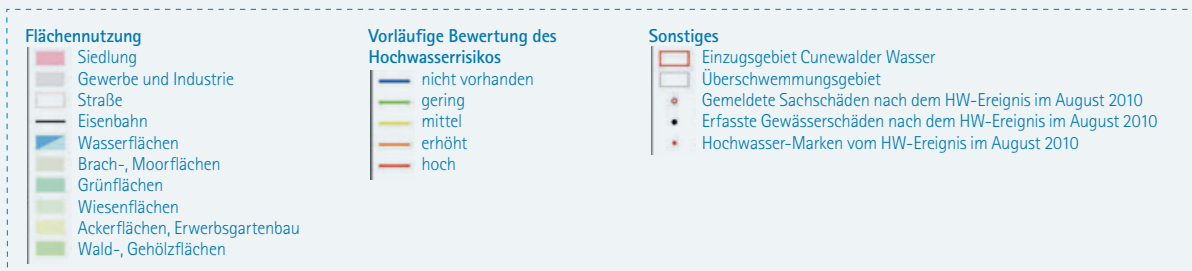 Flächennutzung
Siedlung
Gewerbe und Industrie
Straße
Eisenbahn
Wasserflächen
Brach-, Moorflächen
Grünflächen
Wiesenflächen
Ackerflächen, Erwerbsgartenbau
Wald-, Gehölzflächen
Vorläufige Bewertung des
Hochwasserrisikos
nicht vorhanden
gering
mittel
erhöht
hoch
Sonstiges
Einzugsgebiet Cunewalder Wasser
Überschwemmungsgebiet
Gemeldete Sachschäden nach dem HW-Ereignis im August 2010
Erfasste Gewässerschäden nach dem HW-Ereignis im August 2010
Hochwasser-Marken vom HW-Ereignis im August 2010